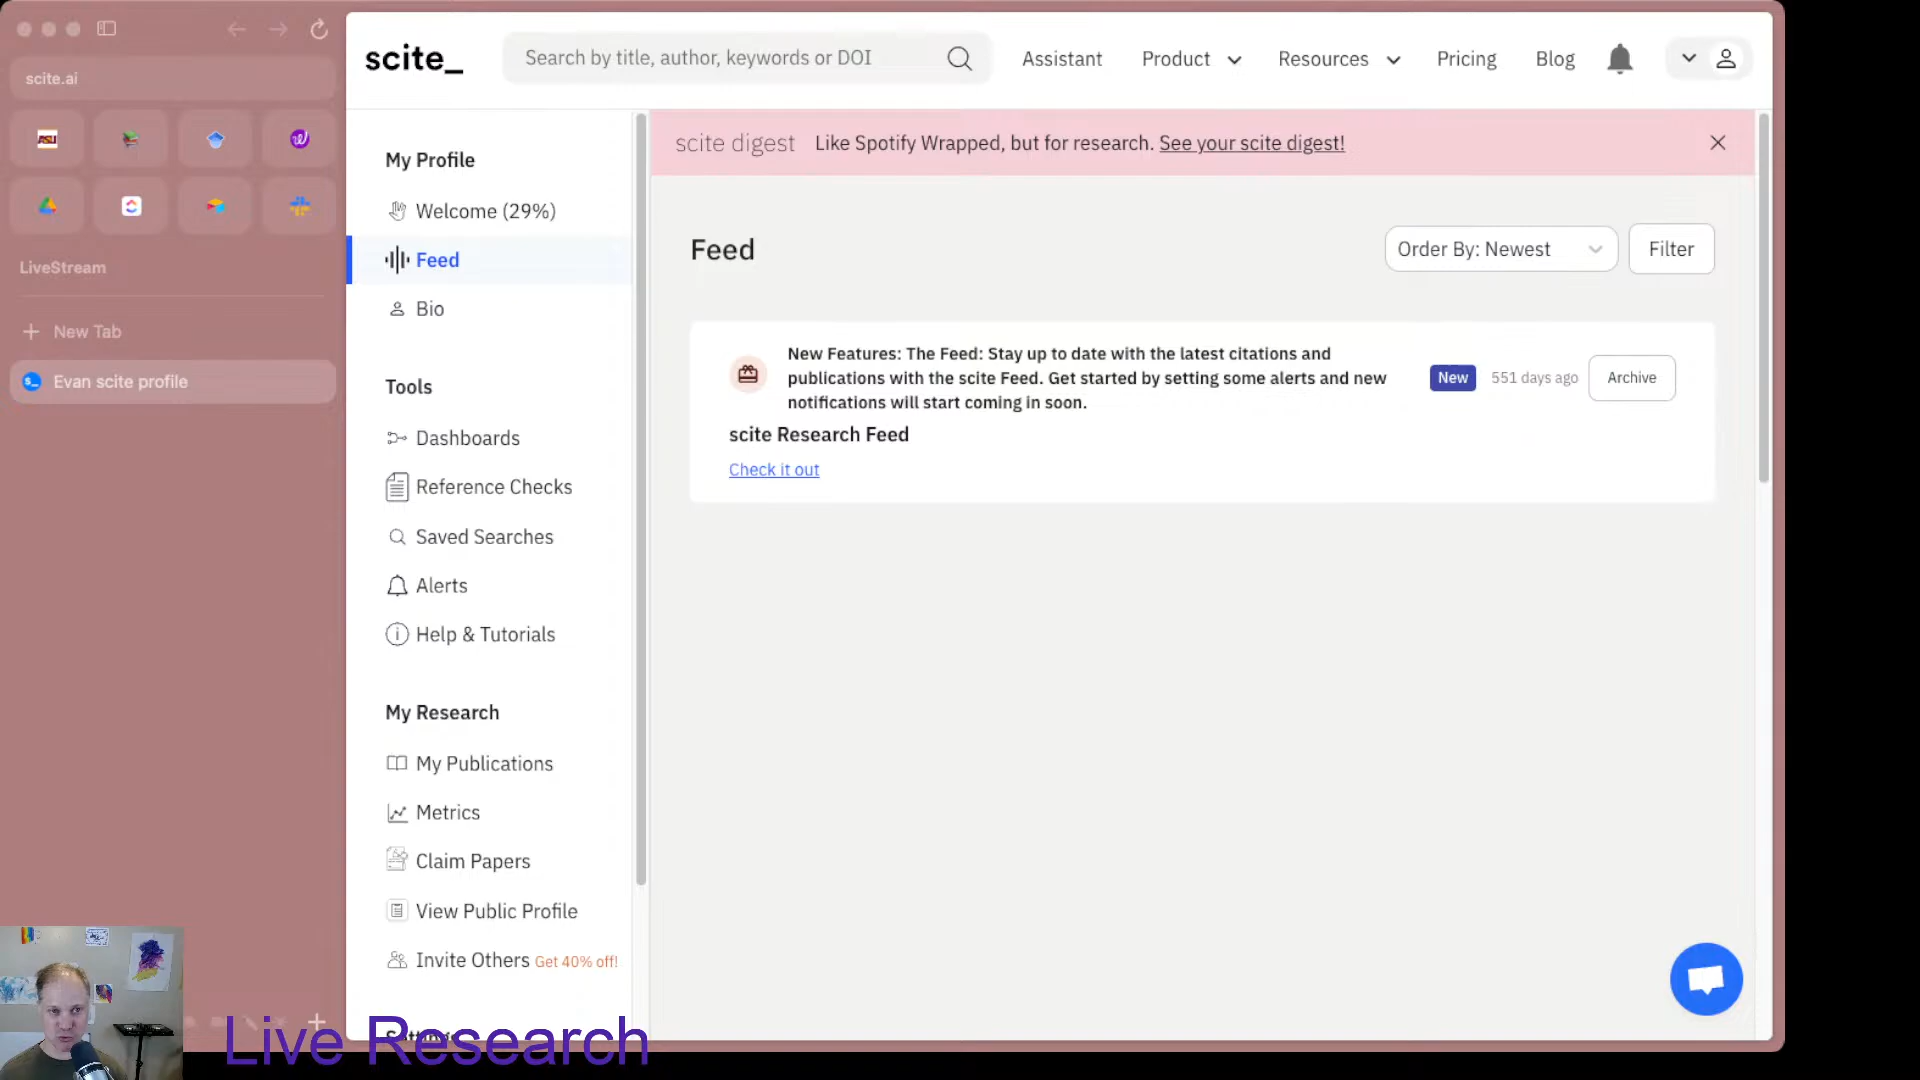 scite.ai
ASU
LiveStream
New Tab
Evan scite profile
scite_
Search by title, author, keywords or DOI
Assistant
Product
Resources
Pricing
Blog
My Profile
Welcome (29%)
Feed
Bio
Tools
Dashboards
Reference Checks
Saved Searches
Alerts
Help & Tutorials
My Research
My Publications
Metrics
Claim Papers
View Public Profile
Invite Others Get 40% off!
scite digest Like Spotify Wrapped, but for research. See your scite digest!
Feed
Order By: Newest
Filter
New Features: The Feed: Stay up to date with the latest citations and
publications with the scite Feed. Get started by setting some alerts and new
notifications will start coming in soon.
New
551 days ago
Archive
scite Research Feed
Check it out
Live Research